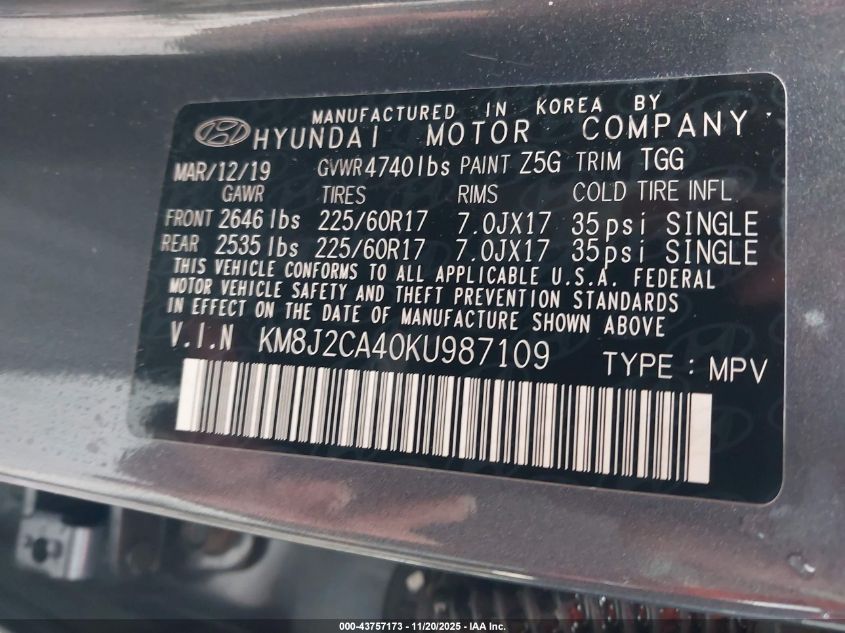 MANUFACTURED IN KOREA BY
HYUNDAI MOTOR COMPANY
MAR/12/19 GVWR 4740lbs PAINT Z5G TRIM TGG
GAWR TIRES RIMS COLD TIRE INFL
FRONT 2646 lbs 225/60R17 7.0JX17 35psi SINGLE
REAR 2535 lbs 225/60R17 7.0JX17 35psi SINGLE
THIS VEHICLE CONFORMS TO ALL APPLICABLE U.S.A. FEDERAL
MOTOR VEHICLE SAFETY AND THEFT PREVENTION STANDARDS
IN EFFECT ON THE DATE OF MANUFACTURE SHOWN ABOVE
V.I.N KM8J2CA40KU987109 TYPE : MPV
000-43757173 — 11/20/2025 — IAA Inc.